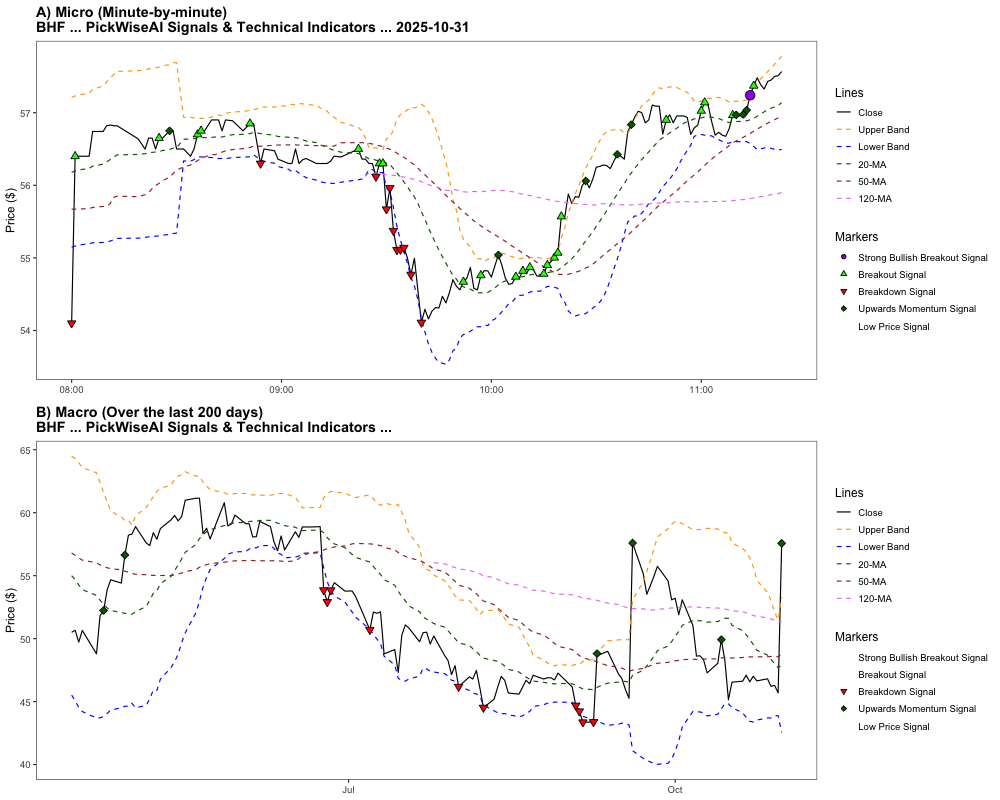 A) Micro (Minute-by-minute)
BHF ... PickWiseAI Signals & Technical Indicators ... 2025-10-31
Price ($)
57
56
55
54
08:00
09:00
10:00
11:00
Lines
Close
Upper Band
Lower Band
20-MA
50-MA
120-MA
Markers
Strong Bullish Breakout Signal
Breakout Signal
Breakdown Signal
Upwards Momentum Signal
Low Price Signal
B) Macro (Over the last 200 days)
BHF ... PickWiseAI Signals & Technical Indicators ...
Price ($)
65
60
55
50
45
40
Jul
Oct
Lines
Close
Upper Band
Lower Band
20-MA
50-MA
120-MA
Markers
Strong Bullish Breakout Signal
Breakout Signal
Breakdown Signal
Upwards Momentum Signal
Low Price Signal